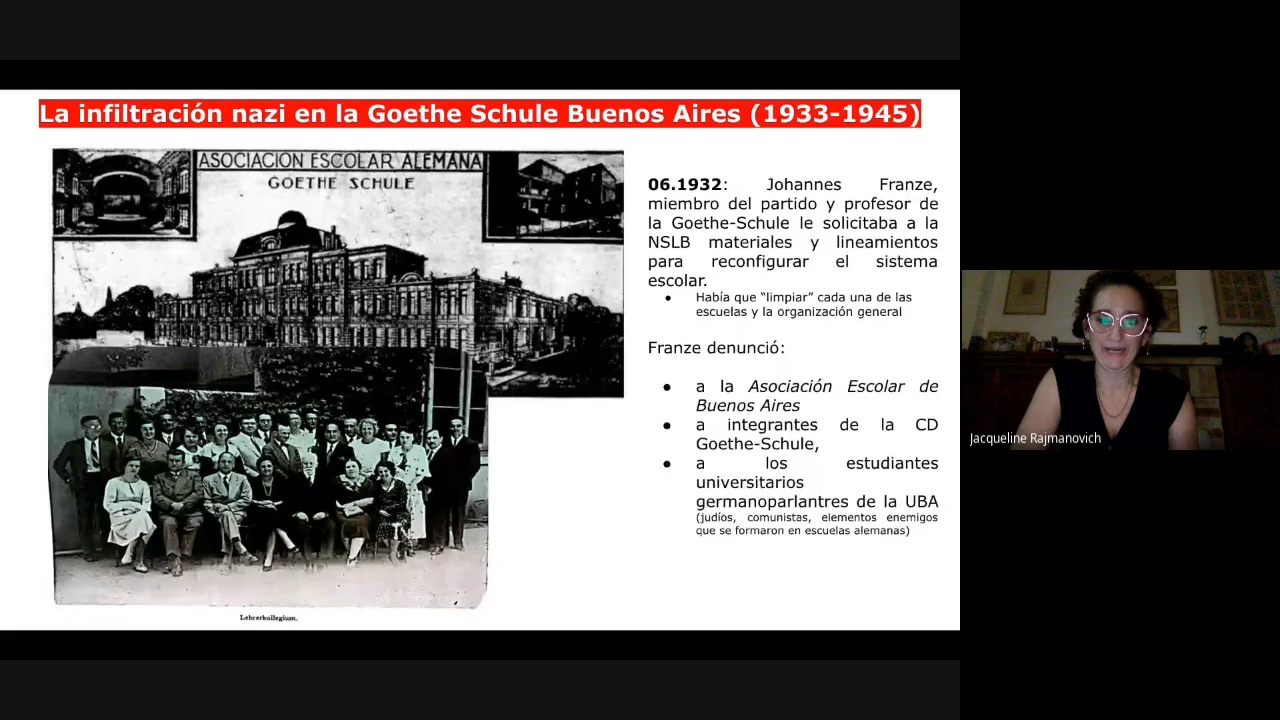 La infiltración nazi en la Goethe Schule Buenos Aires (1933-1945)
ASOCIACION ESCOLAR ALEMANA
GOETHE SCHULE
06.1932: Johannes Franze,
miembro del partido y profesor de
la Goethe-Schule le solicitaba a la
NSLB materiales y lineamientos
para reconfigurar el sistema
escolar.
● Había que “limpiar” cada una de las
escuelas y la organización general
Franze denunció:
● a la Asociación Escolar de
Buenos Aires
● a integrantes de la CD
Goethe-Schule,
● a los estudiantes
universitarios
germanoparlantres de la UBA
(judíos, comunistas, elementos enemigos
que se formaron en escuelas alemanas)
Lehrerkollegium.
Jacqueline Rajmanovich